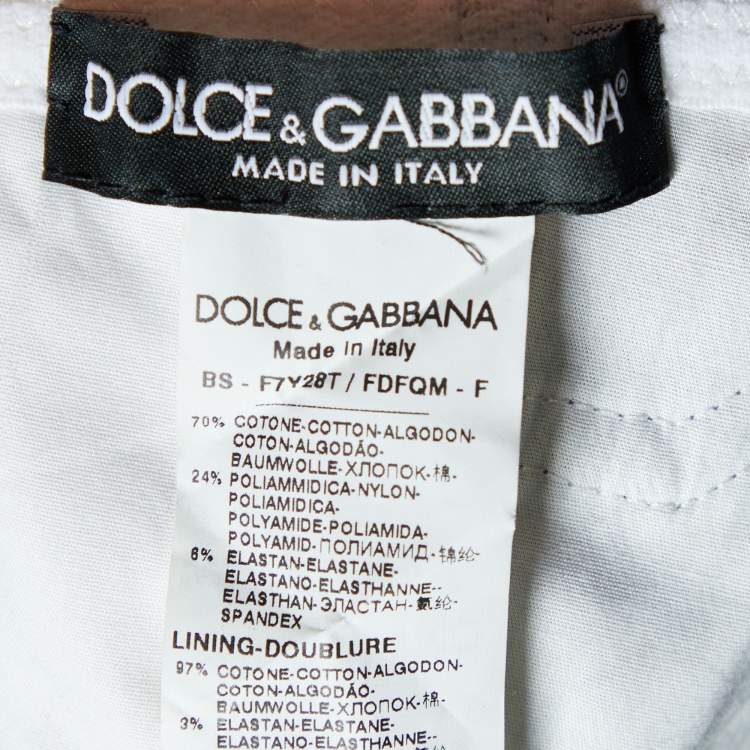 DOLCE&GABBANA®
MADE IN ITALY
DOLCE&GABBANA
Made in Italy
BS - F7Y28T / FDFQM - F
70% COTONE-COTTON-ALGODON-
COTON-ALGODÃO-
BAUMWOLLE-ХЛОПОК-棉-
24% POLIAMMIDICA-NYLON-
POLIAMIDICA-
POLYAMIDE-POLIAMIDA-
POLYAMID-ПОЛИАМИД-锦纶-
6% ELASTAN-ELASTANE-
ELASTANO-ELASTHANNE--
ELASTHAN-ЭЛАСТАН-氨纶-
SPANDEX
LINING-DOUBLURE
97% COTONE-COTTON-ALGODON-
COTON-ALGODÃO-
BAUMWOLLE-ХЛОПОК-棉-
3% ELASTAN-ELASTANE-
ELASTANO-ELASTHANNE--